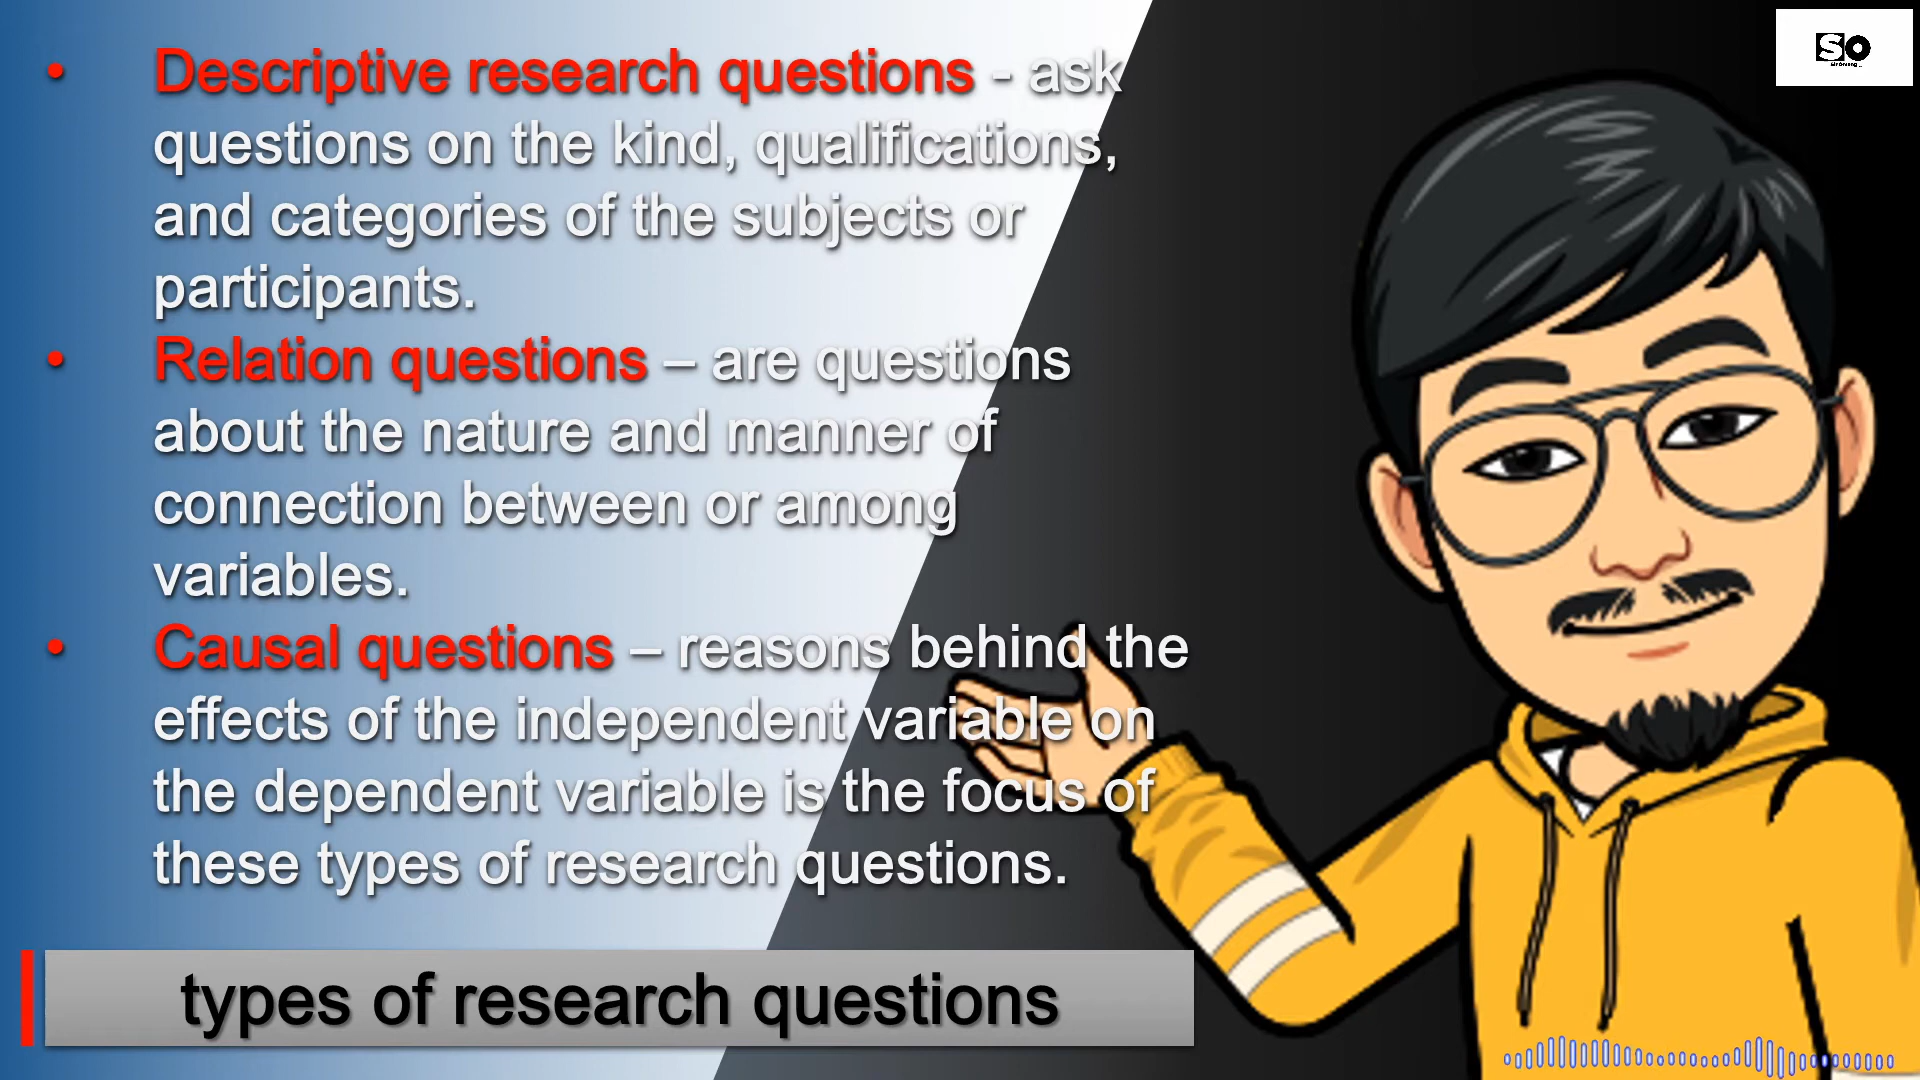 • Descriptive research questions - ask
questions on the kind, qualifications,
and categories of the subjects or
participants.
• Relation questions – are questions
about the nature and manner of
connection between or among
variables.
• Causal questions – reasons behind the
effects of the independent variable on
the dependent variable is the focus of
these types of research questions.
types of research questions
SO